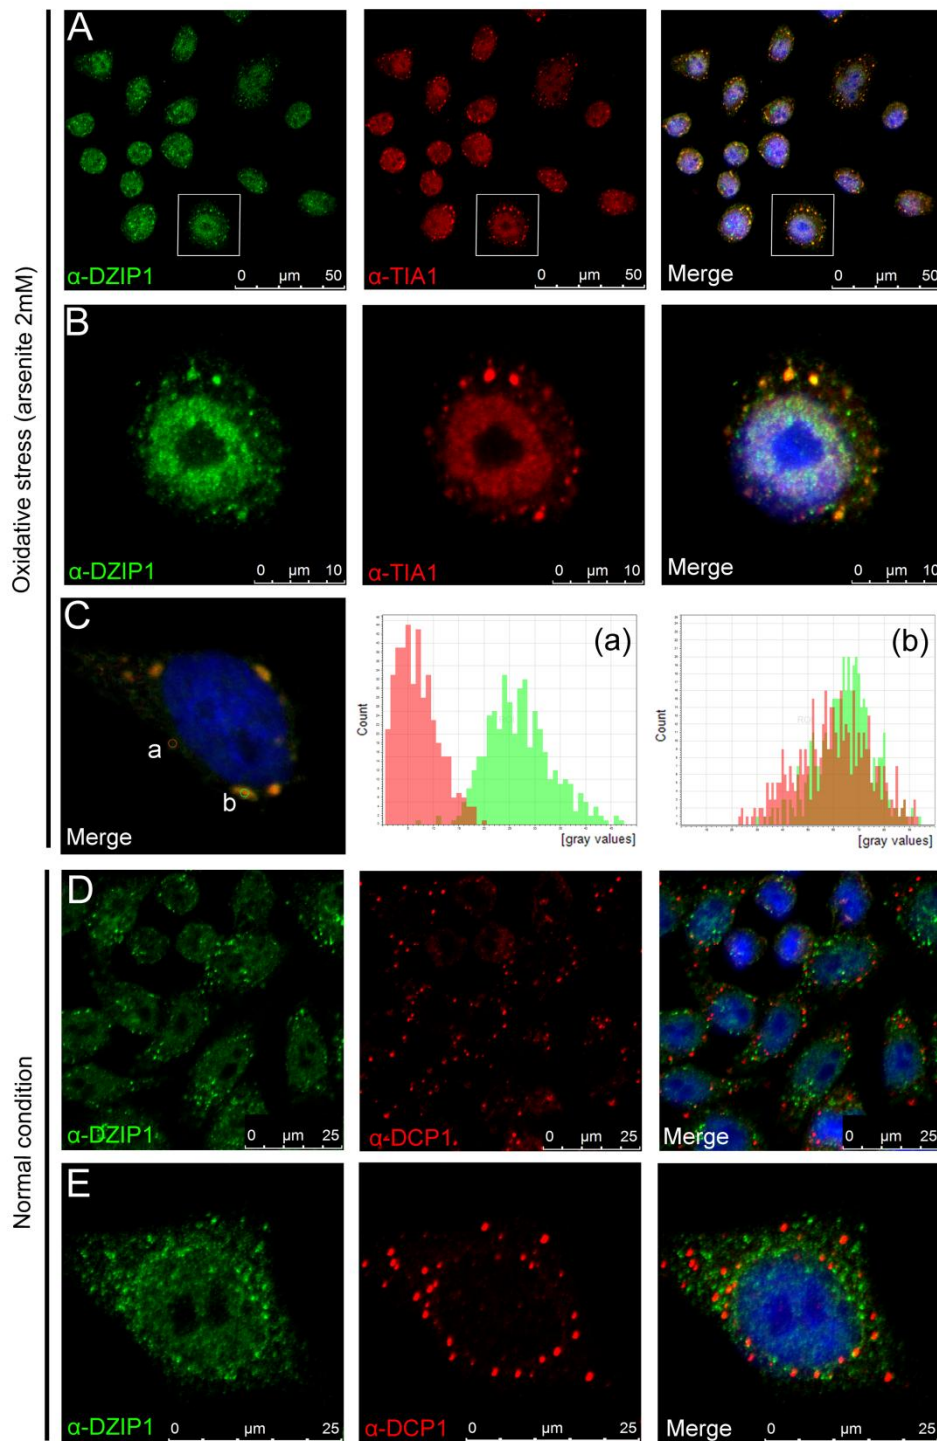 Oxidative stress (arsenite 2mM)
A
α-DZIP1
0 µm 50
α-TIA1
0 µm 50
Merge
0 µm 50
B
α-DZIP1
0 µm 10
α-TIA1
0 µm 10
Merge
0 µm 10
C
a
b
Merge
(a)
Count
[gray values]
(b)
Count
[gray values]
Normal condition
D
α-DZIP1
0 µm 25
α-DCP1
0 µm 25
Merge
0 µm 25
E
α-DZIP1
0 µm 25
α-DCP1
0 µm 25
Merge
0 µm 25